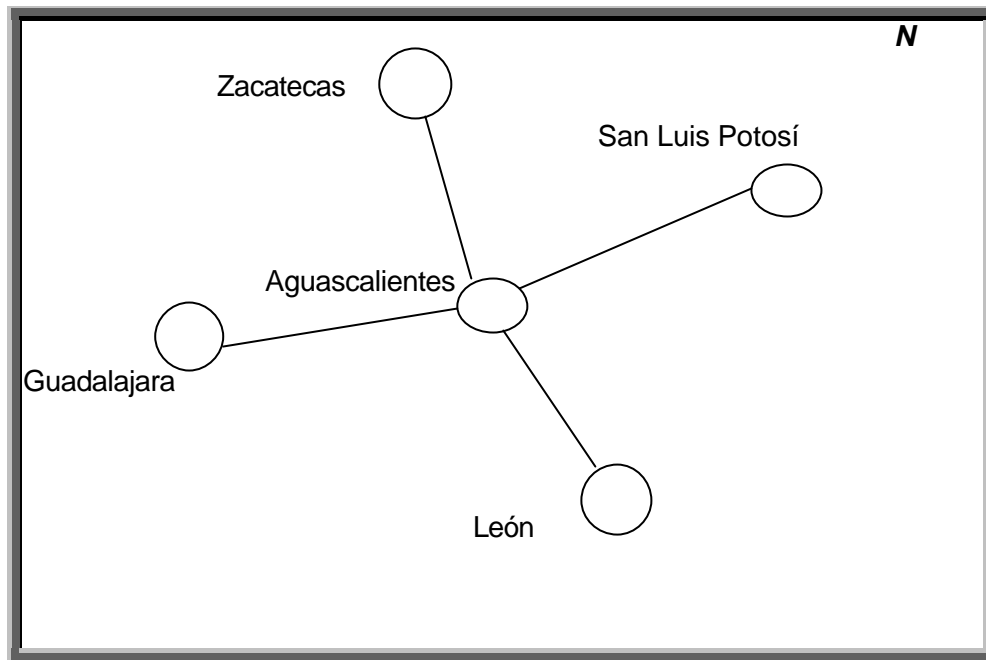 N
Zacatecas
San Luis Potosí
Aguascalientes
Guadalajara
León